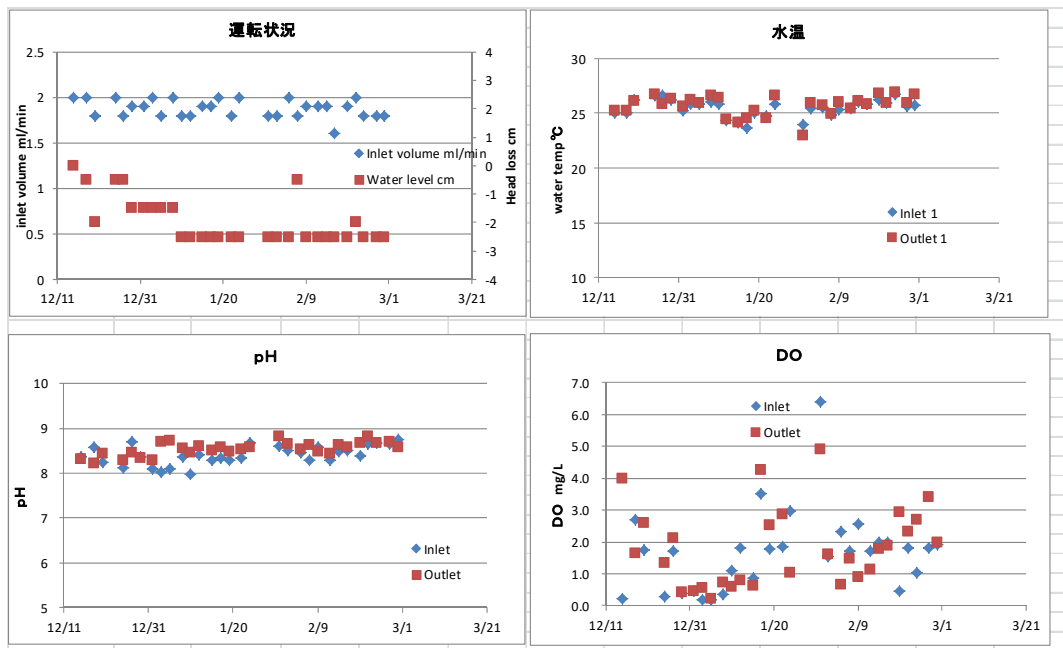 運転状況
2.5
2
1.5
1
0.5
0
4
3
2
1
0
-1
-2
-3
-4
inlet volume ml/min
Head loss cm
Inlet volume ml/min
Water level cm
12/11 12/31 1/20 2/9 3/1 3/21
水温
30
25
20
15
10
water temp℃
Inlet 1
Outlet 1
12/11 12/31 1/20 2/9 3/1 3/21
pH
10
9
8
7
6
5
pH
Inlet
Outlet
12/11 12/31 1/20 2/9 3/1 3/21
DO
7.0
6.0
5.0
4.0
3.0
2.0
1.0
0.0
DO mg/L
Inlet
Outlet
12/11 12/31 1/20 2/9 3/1 3/21